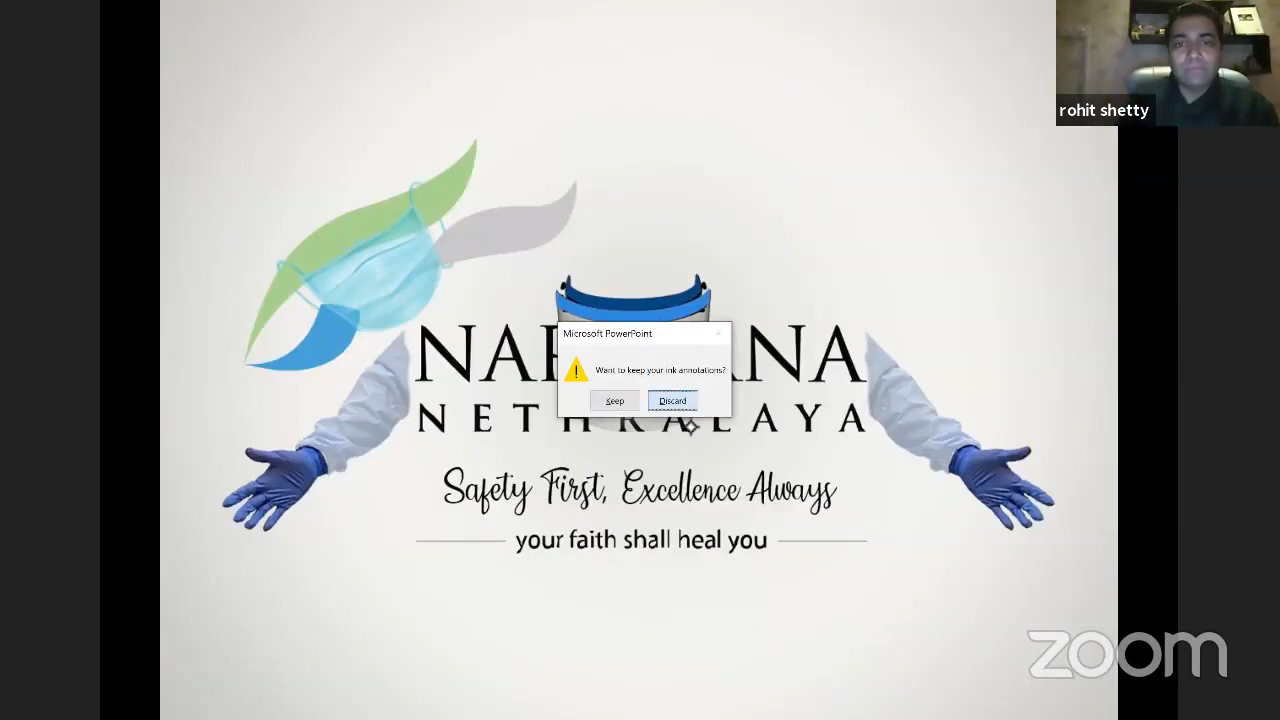 rohit shetty
NETHRALAYA
Microsoft PowerPoint
Want to keep your ink annotations?
Keep
Discard
Safety First, Excellence Always
your faith shall heal you
zoom